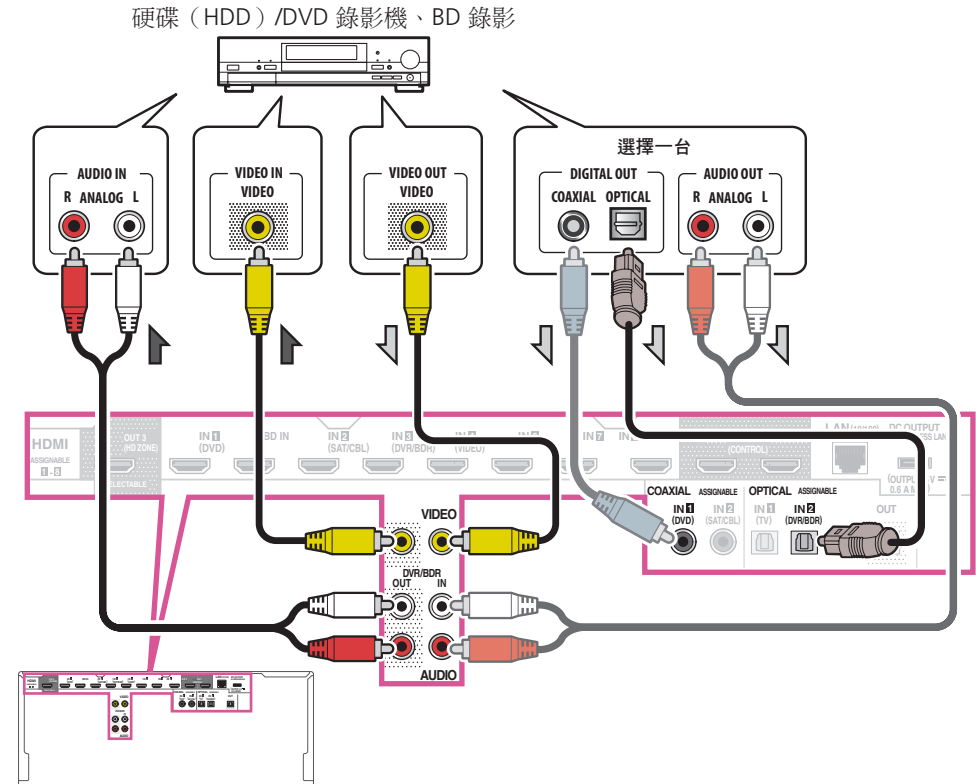 硬碟（HDD）/DVD 錄影機、BD 錄影
選擇一台
AUDIO IN
R ANALOG L
VIDEO IN
VIDEO
VIDEO OUT
VIDEO
DIGITAL OUT
COAXIAL OPTICAL
AUDIO OUT
R ANALOG L
HDMI
ASSIGNABLE
1-8
OUT 3
(HD ZONE)
SELECTABLE
IN 1
(DVD)
BD IN
IN 2
(SAT/CBL)
IN 3
(DVR/BDR)
(VIDEO)
IN 7
(CONTROL)
DC OUTPUT
COAXIAL ASSIGNABLE
IN 1
(DVD)
IN 2
(SAT/CBL)
OPTICAL ASSIGNABLE
IN 1
(TV)
IN 2
(DVR/BDR)
OUT
VIDEO
DVR/BDR
OUT IN
AUDIO